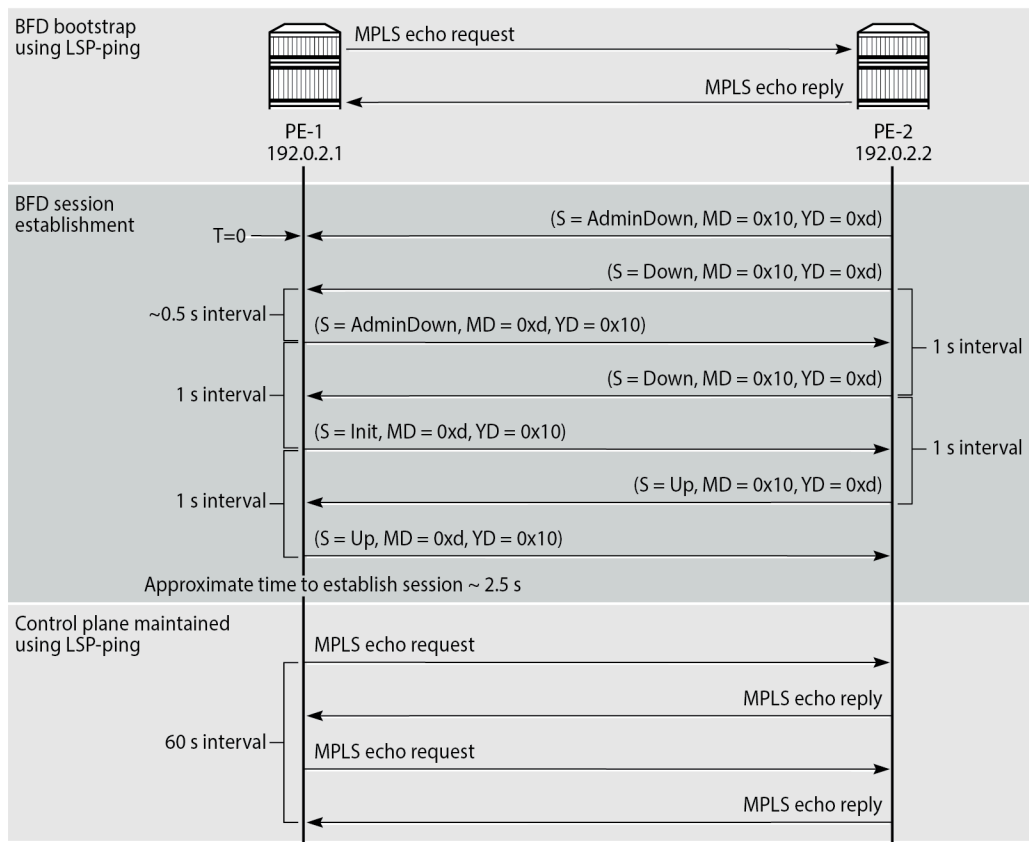 BFD bootstrap
using LSP-ping
MPLS echo request
MPLS echo reply
PE-1
192.0.2.1
PE-2
192.0.2.2
BFD session
establishment
(S = AdminDown, MD = 0x10, YD = 0xd)
T=0
(S = Down, MD = 0x10, YD = 0xd)
~0.5 s interval
(S = AdminDown, MD = 0xd, YD = 0x10)
1 s interval
(S = Down, MD = 0x10, YD = 0xd)
1 s interval
(S = Init, MD = 0xd, YD = 0x10)
1 s interval
(S = Up, MD = 0x10, YD = 0xd)
1 s interval
(S = Up, MD = 0xd, YD = 0x10)
Approximate time to establish session ~ 2.5 s
Control plane maintained
using LSP-ping
MPLS echo request
MPLS echo reply
60 s interval
MPLS echo request
MPLS echo reply